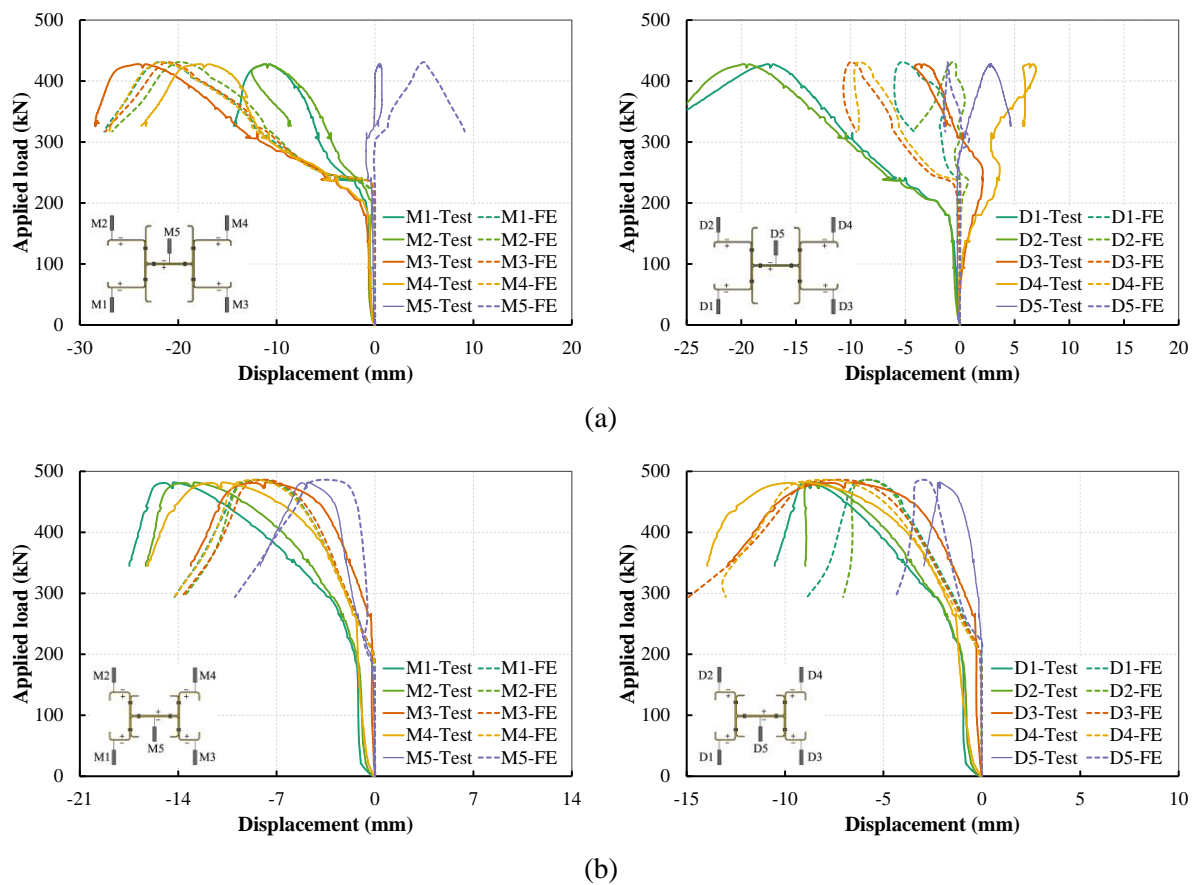 500
400
300
200
100
0
Applied load (kN)
-30 -20 -10 0 10 20
Displacement (mm)
M2 M5 M4
M1 M3
M1-Test M1-FE
M2-Test M2-FE
M3-Test M3-FE
M4-Test M4-FE
M5-Test M5-FE
500
400
300
200
100
0
Applied load (kN)
-25 -20 -15 -10 -5 0 5 10 15 20
Displacement (mm)
D2 D5 D4
D1 D3
D1-Test D1-FE
D2-Test D2-FE
D3-Test D3-FE
D4-Test D4-FE
D5-Test D5-FE
(a)
500
400
300
200
100
0
Applied load (kN)
-21 -14 -7 0 7 14
Displacement (mm)
M2 M4
M1 M5 M3
M1-Test M1-FE
M2-Test M2-FE
M3-Test M3-FE
M4-Test M4-FE
M5-Test M5-FE
500
400
300
200
100
0
Applied load (kN)
-15 -10 -5 0 5 10
Displacement (mm)
D2 D4
D1 D5 D3
D1-Test D1-FE
D2-Test D2-FE
D3-Test D3-FE
D4-Test D4-FE
D5-Test D5-FE
(b)